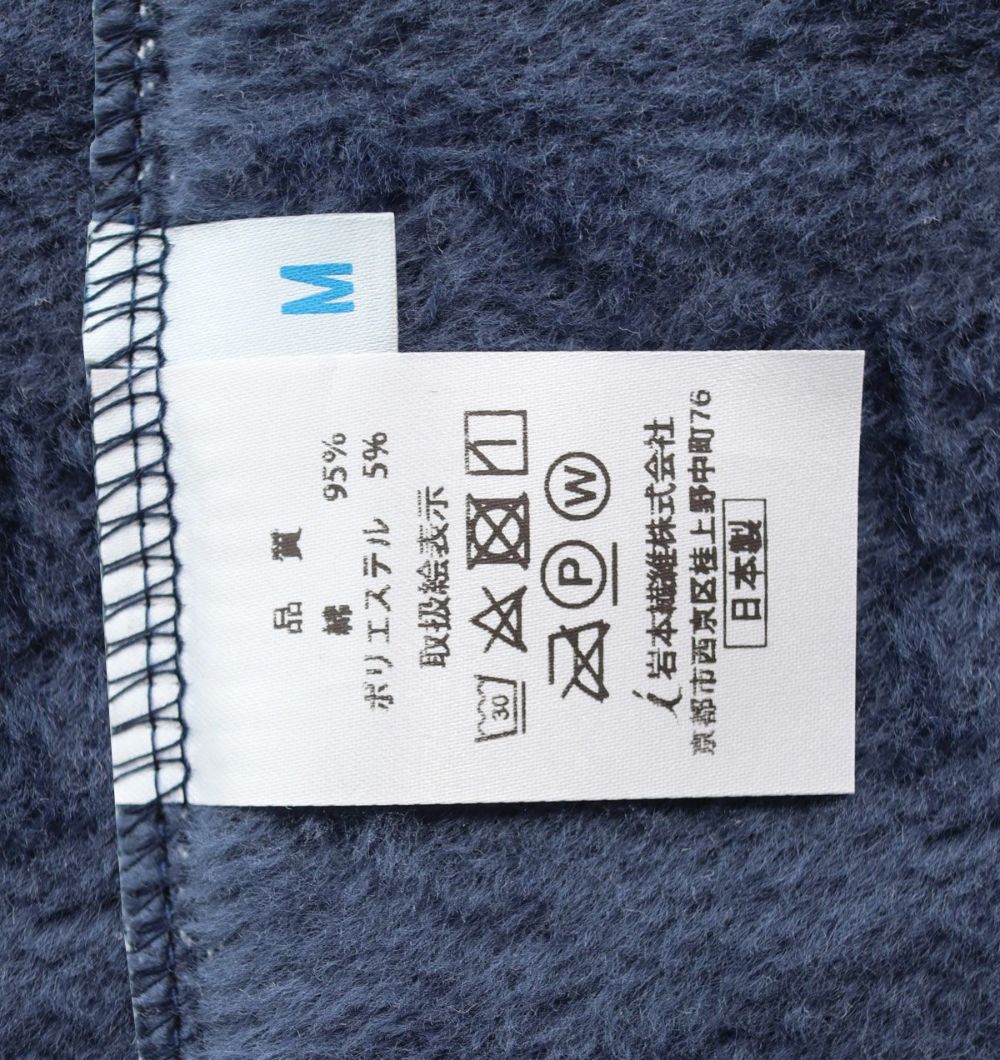 M
品 質
綿 95%
ポリエステル 5%
取扱絵表示
30
P W
岩本繊維株式会社
京都市西京区桂上野中町76
日本製